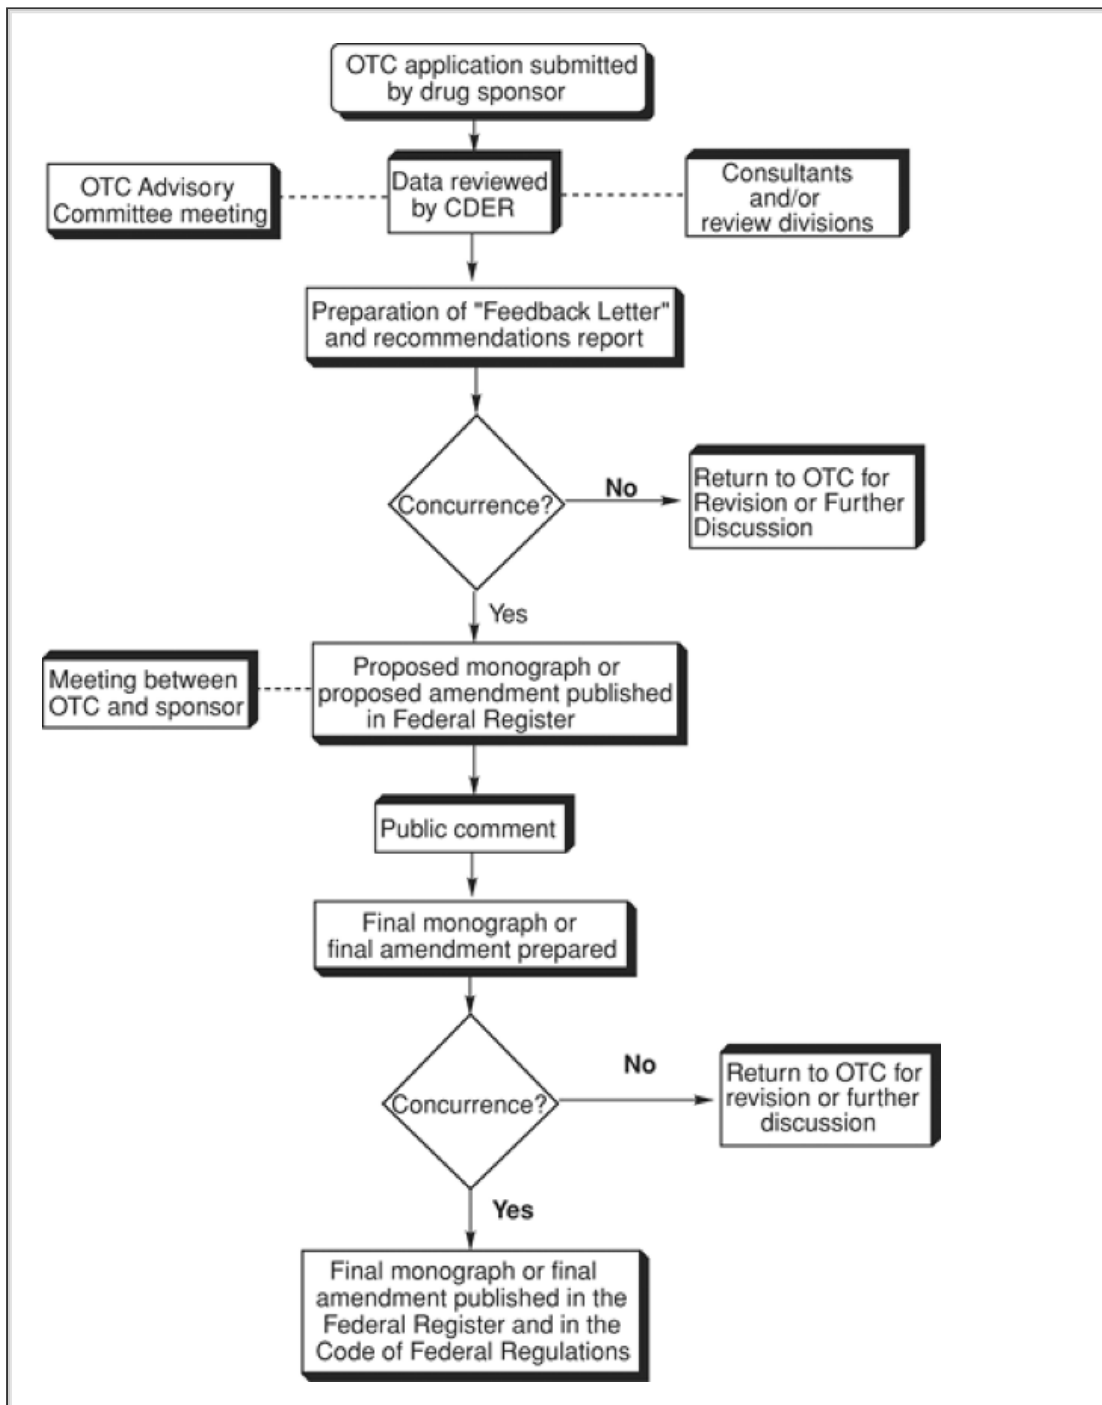 OTC application submitted
by drug sponsor
OTC Advisory
Committee meeting
Data reviewed
by CDER
Consultants
and/or
review divisions
Preparation of "Feedback Letter"
and recommendations report
Concurrence?
No
Return to OTC for
Revision or Further
Discussion
Yes
Meeting between
OTC and sponsor
Proposed monograph or
proposed amendment published
in Federal Register
Public comment
Final monograph or
final amendment prepared
Concurrence?
No
Return to OTC for
revision or further
discussion
Yes
Final monograph or final
amendment published in the
Federal Register and in the
Code of Federal Regulations